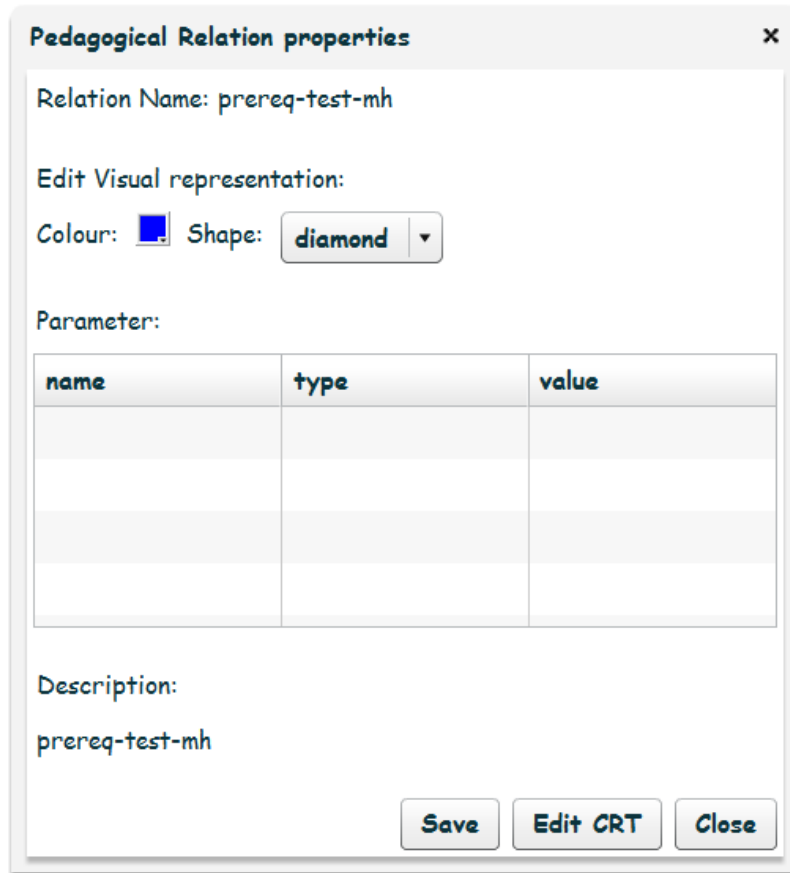 Pedagogical Relation properties
Relation Name: prereq-test-mh
Edit Visual representation:
Colour: Shape: diamond
Parameter:
name type value
Description:
prereq-test-mh
Save Edit CRT Close